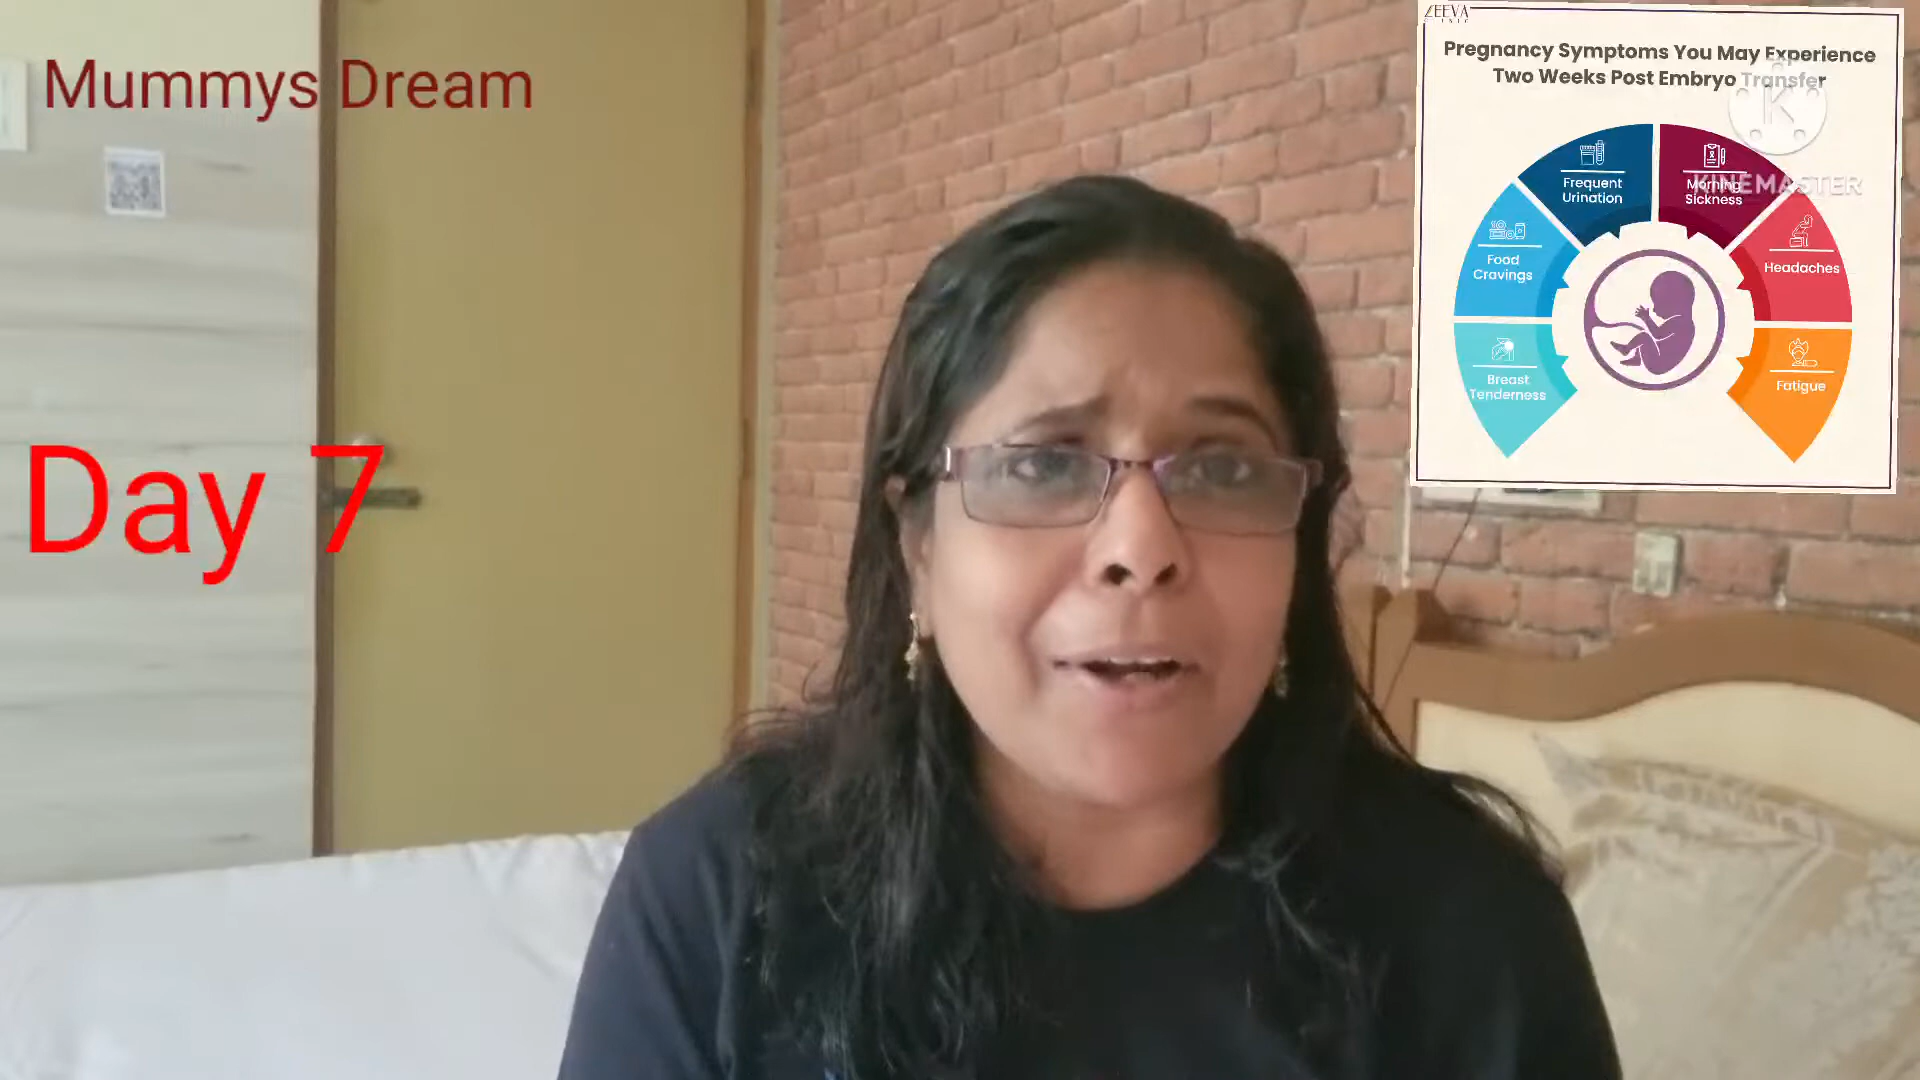 Mummys Dream
Day 7
ZEEVA
CLINIC
Pregnancy Symptoms You May Experience
Two Weeks Post Embryo Transfer
Frequent
Urination
Morning
Sickness
Food
Cravings
Headaches
Breast
Tenderness
Fatigue
K
KINEMASTER